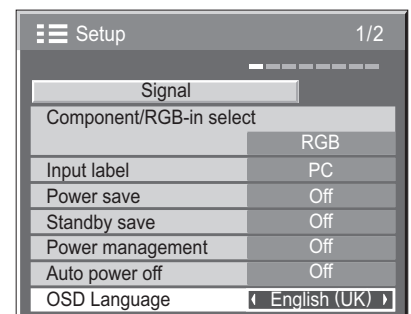 Setup 1/2
Signal
Component/RGB-in select
RGB
Input label PC
Power save Off
Standby save Off
Power management Off
Auto power off Off
OSD Language English (UK)